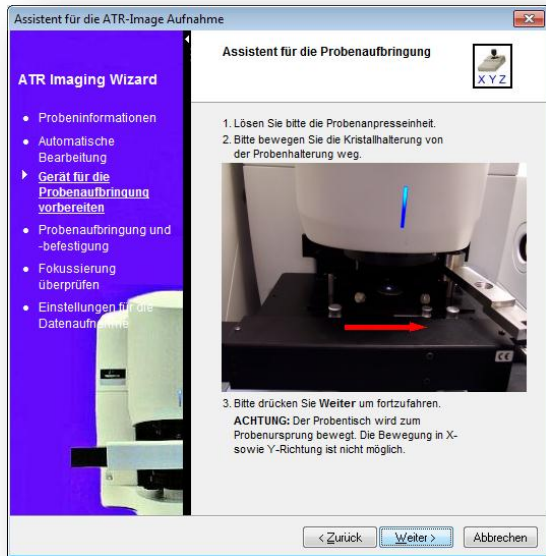 Assistent für die ATR-Image Aufnahme
ATR Imaging Wizard
Probeninformationen
Automatische
Bearbeitung
Gerät für die
Probenaufbringung
vorbereiten
Probenaufbringung und
-befestigung
Fokussierung
überprüfen
Einstellungen für die
Datenaufnahme
Assistent für die Probenaufbringung
X Y Z
1. Lösen Sie bitte die Probenanpresseinheit.
2. Bitte bewegen Sie die Kristallhalterung von
der Probenhalterung weg.
CE
3. Bitte drücken Sie Weiter um fortzufahren.
ACHTUNG: Der Probentisch wird zum
Probenursprung bewegt. Die Bewegung in X-
sowie Y-Richtung ist nicht möglich.
< Zurück Weiter > Abbrechen